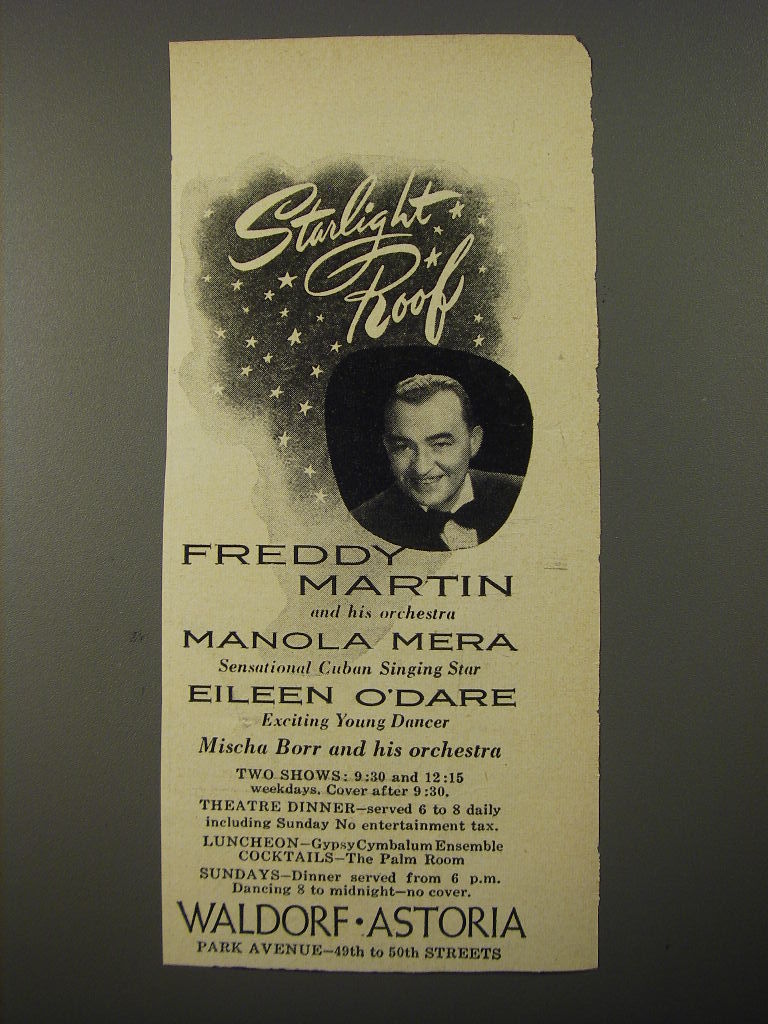 Starlight
Roof
FREDDY
MARTIN
and his orchestra
MANOLA MERA
Sensational Cuban Singing Star
EILEEN O'DARE
Exciting Young Dancer
Mischa Borr and his orchestra
TWO SHOWS: 9:30 and 12:15
weekdays. Cover after 9:30.
THEATRE DINNER—served 6 to 8 daily
including Sunday No entertainment tax.
LUNCHEON—Gypsy Cymbalum Ensemble
COCKTAILS—The Palm Room
SUNDAYS—Dinner served from 6 p.m.
Dancing 8 to midnight—no cover.
WALDORF·ASTORIA
PARK AVENUE—49th to 50th STREETS